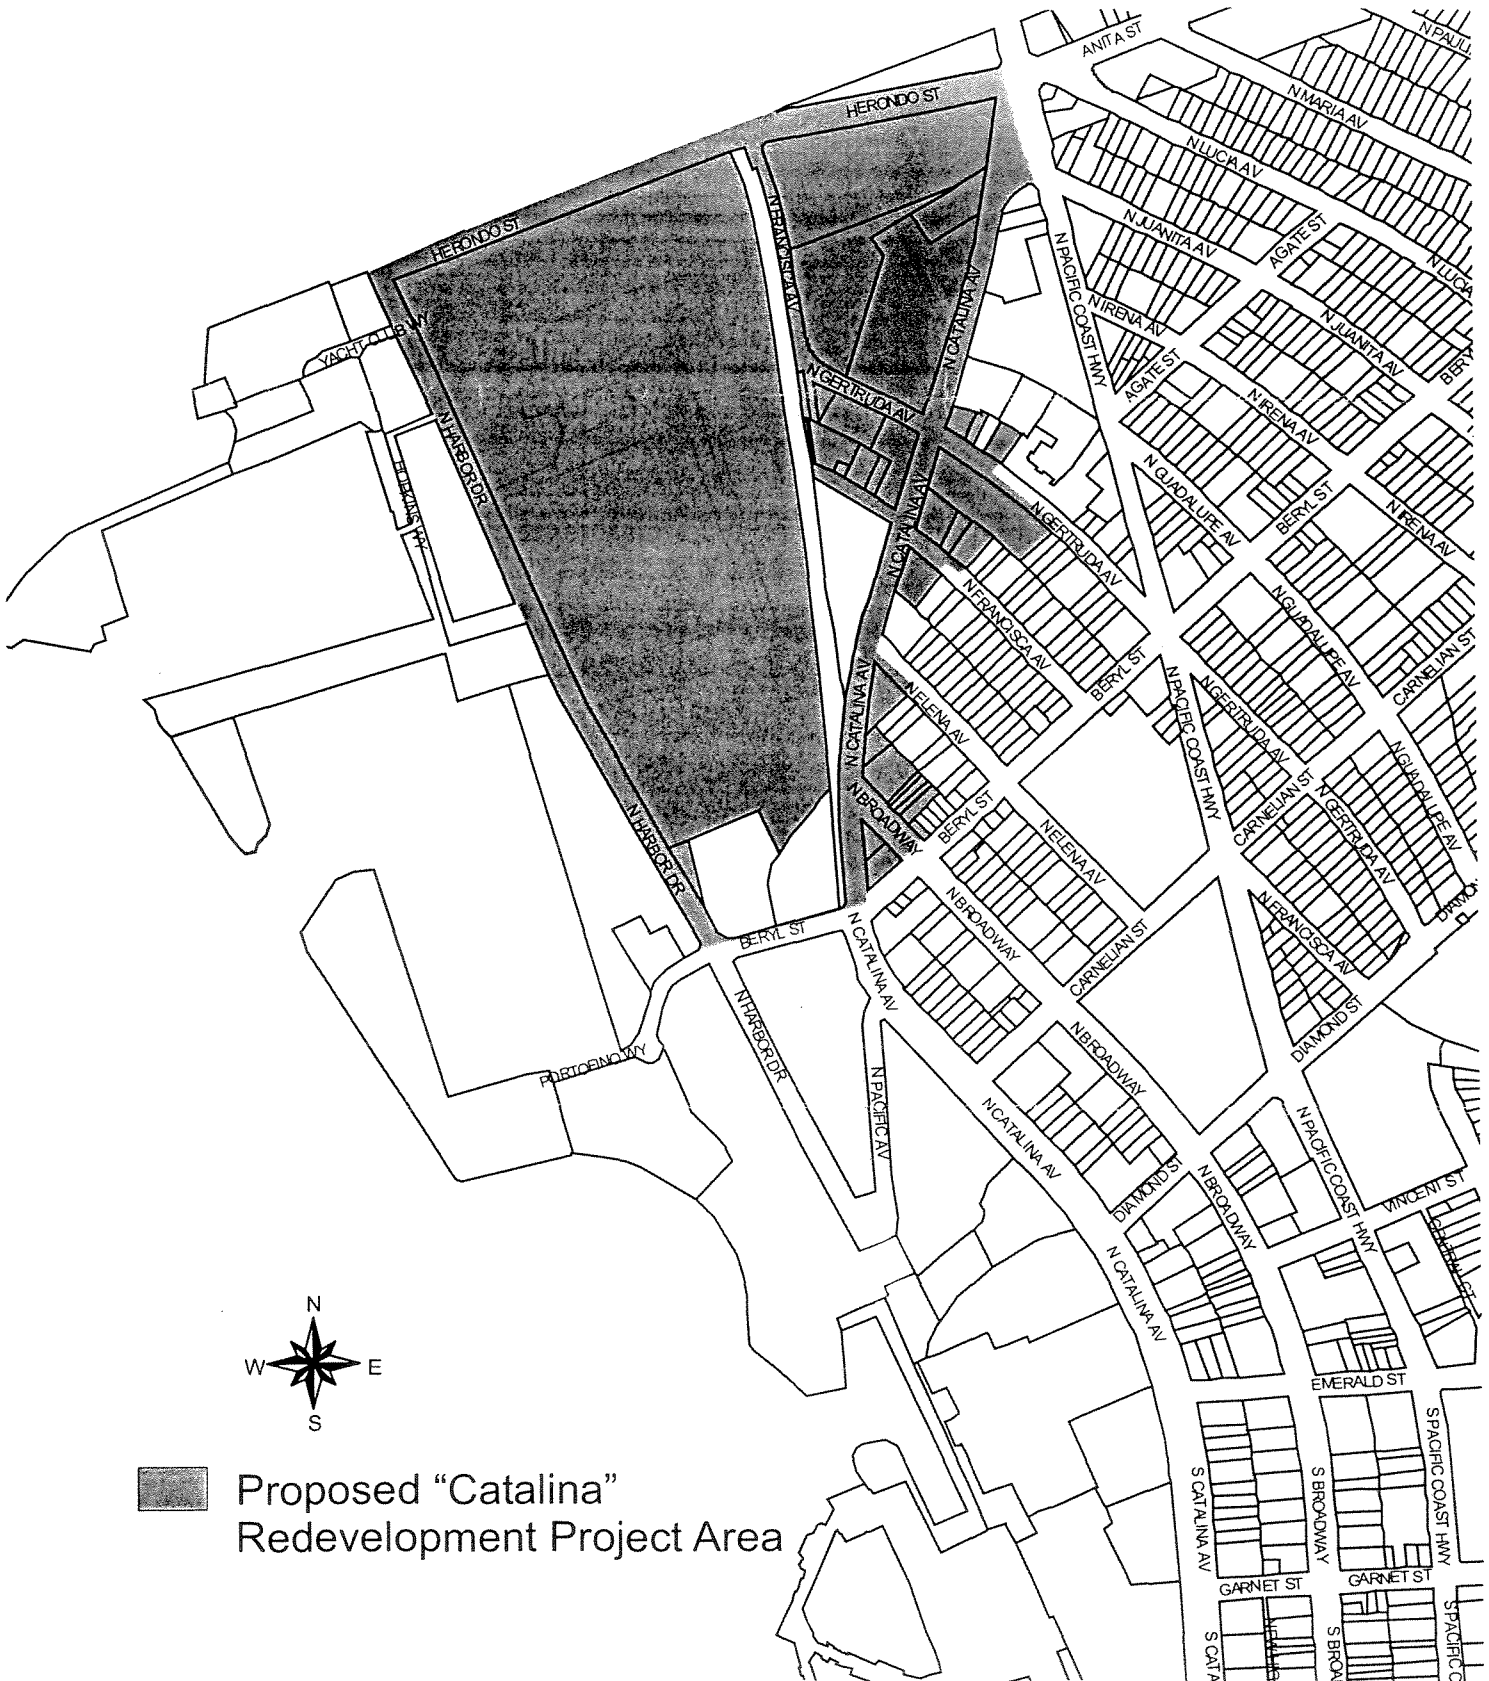 ANITA ST
N PAULI
HERONDO ST
N MARIA AV
N LUCIA AV
N FRANCISCA AV
HERONDO ST
N JUANITA AV
AGATE ST
N LUCIA
N PACIFIC COAST HWY
N CATALINA AV
N IRENA AV
N JUANITA AV
YACHT CLUB WY
AGATE ST
BERY
N GERTRUDA AV
N IRENA AV
N HARBOR DR
N GUADALUPE AV
BERYL ST
N IRENA AV
N CATALINA AV
N GERTRUDA AV
N FRANCISCA AV
N GUADALUPE AV
CARNELIAN ST
BERYL ST
N ELENA AV
N CATALINA AV
N PACIFIC COAST HWY
N GERTRUDA AV
N GUADALUPE AV
N HARBOR DR
N BROADWAY
BERYL ST
N ELENA AV
CARNELIAN ST
N GERTRUDA AV
DIAMO
BERYL ST
N CATALINA AV
N BROADWAY
CARNELIAN ST
N FRANCISCA AV
DIAMOND ST
N HARBOR DR
PORTOFINO WY
N PACIFIC AV
N BROADWAY
N CATALINA AV
N PACIFIC COAST HWY
DIAMOND ST
N BROADWAY
VINCENT ST
N CATALINA AV
N
W
E
S
EMERALD ST
Proposed "Catalina"
Redevelopment Project Area
S CATALINA AV
S BROADWAY
S PACIFIC COAST HWY
GARNET ST
GARNET ST
S CATA
S BROA
S PACIFIC C